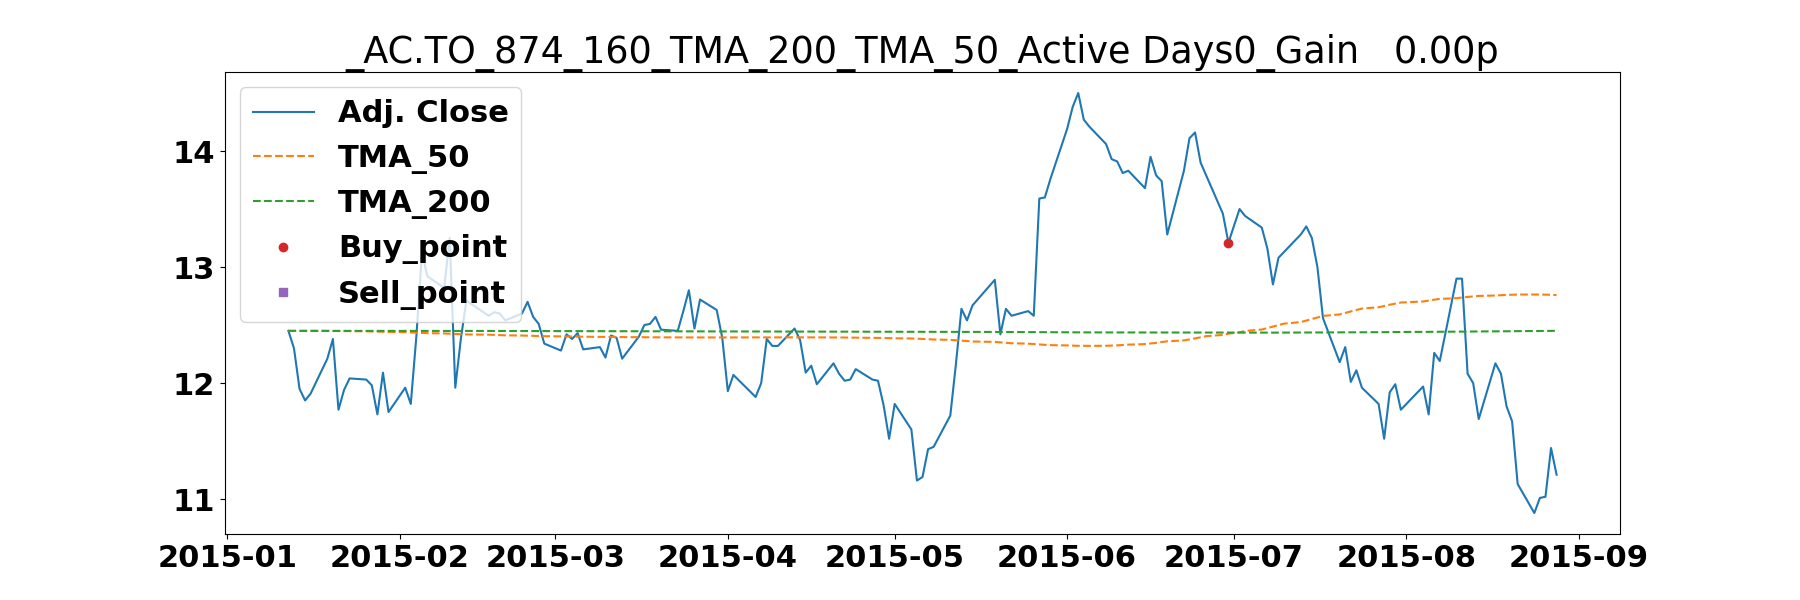 _AC.TO_874_160_TMA_200_TMA_50_Active Days0_Gain   0.00p
Adj. Close
TMA_50
TMA_200
Buy_point
Sell_point
14
13
12
11
2015-01 2015-02 2015-03 2015-04 2015-05 2015-06 2015-07 2015-08 2015-09